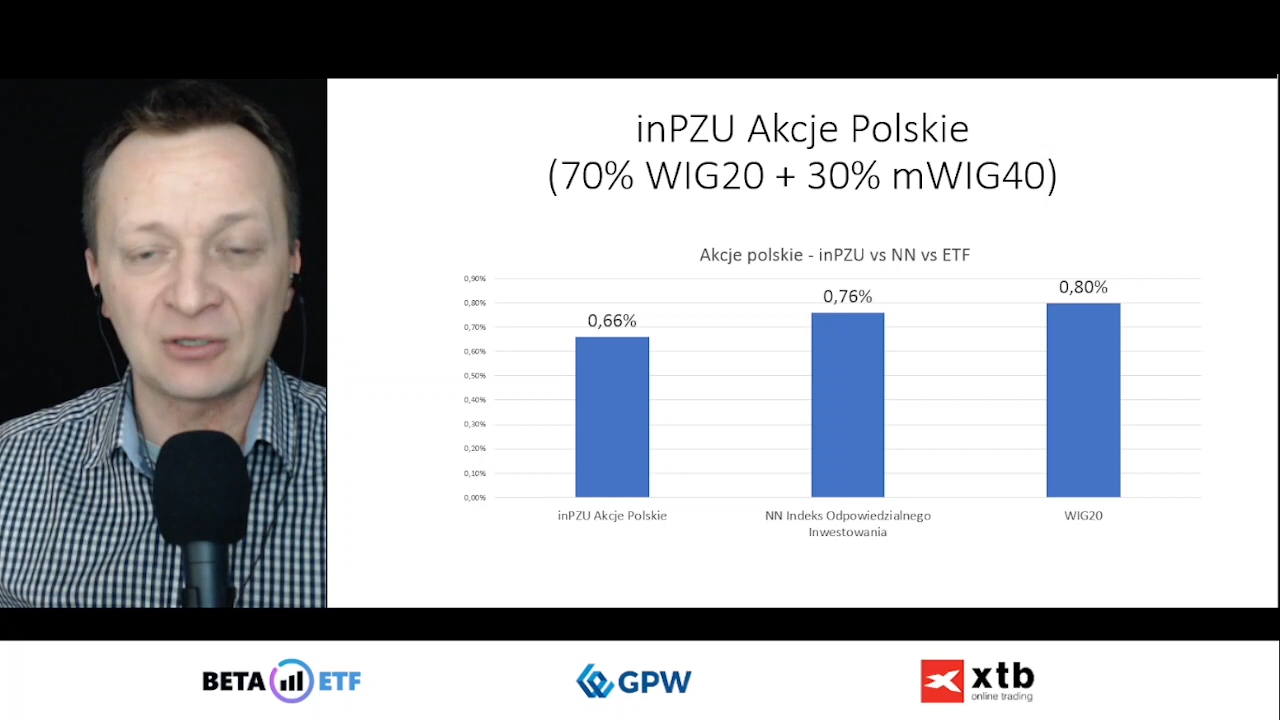 inPZU Akcje Polskie
(70% WIG20 + 30% mWIG40)
Akcje polskie - inPZU vs NN vs ETF
0,90%
0,80%
0,70%
0,60%
0,50%
0,40%
0,30%
0,20%
0,10%
0,00%
0,66%
0,76%
0,80%
inPZU Akcje Polskie
NN Indeks Odpowiedzialnego
Inwestowania
WIG20
BETA ETF
GPW
xtb
online trading